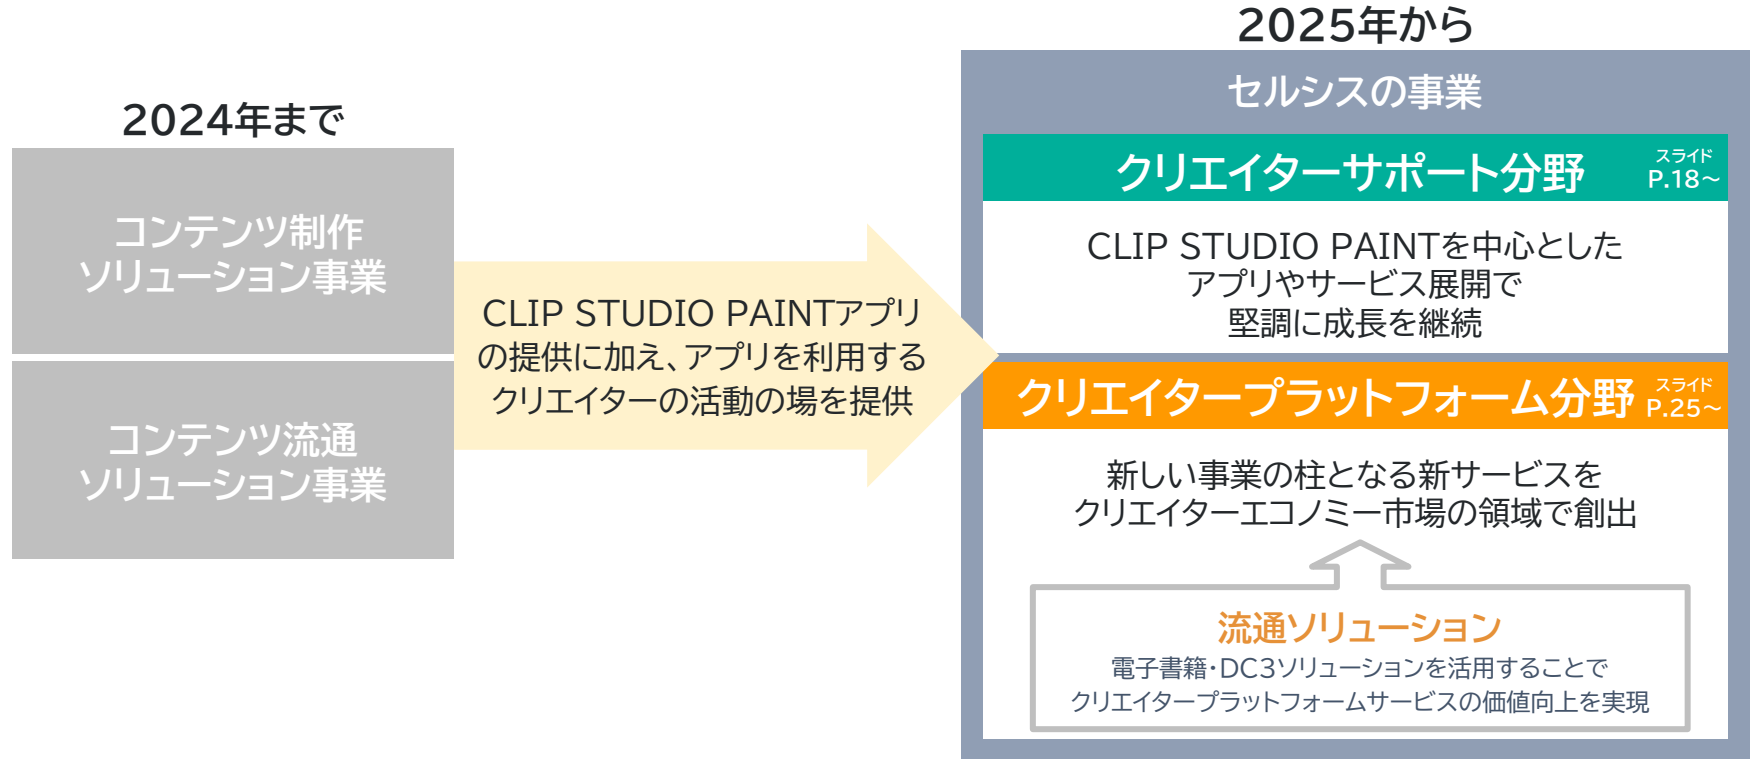 2024年まで
コンテンツ制作
ソリューション事業
コンテンツ流通
ソリューション事業
CLIP STUDIO PAINTアプリ
の提供に加え、アプリを利用する
クリエイターの活動の場を提供
2025年から
セルシスの事業
クリエイターサポート分野
スライド
P.18～
CLIP STUDIO PAINTを中心とした
アプリやサービス展開で
堅調に成長を継続
クリエイタープラットフォーム分野
スライド
P.25～
新しい事業の柱となる新サービスを
クリエイターエコノミー市場の領域で創出
流通ソリューション
電子書籍・DC3ソリューションを活用することで
クリエイタープラットフォームサービスの価値向上を実現